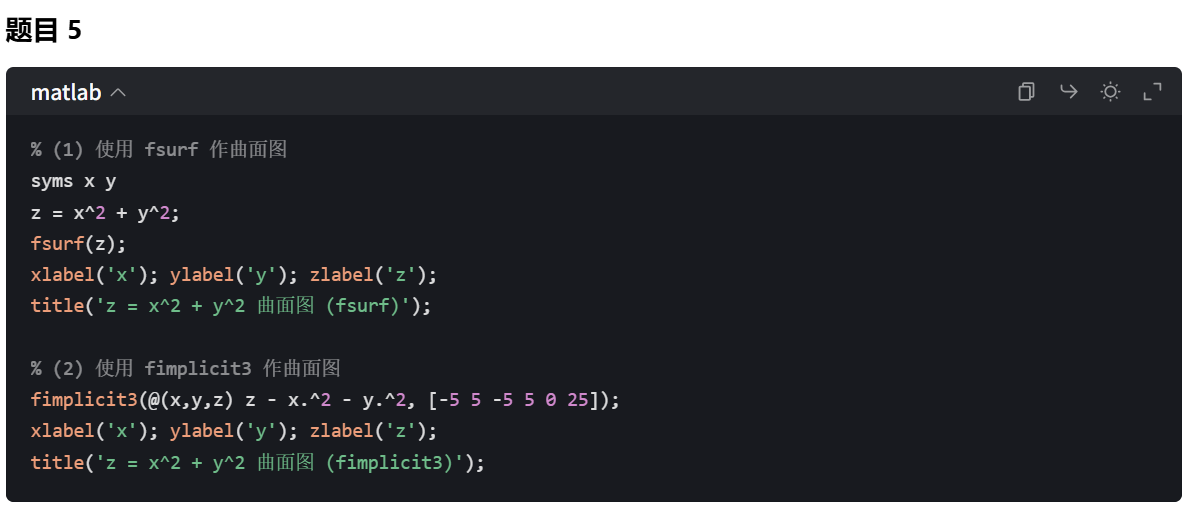 题目 5
matlab
% (1) 使用 fsurf 作曲面图
syms x y
z = x^2 + y^2;
fsurf(z);
xlabel('x'); ylabel('y'); zlabel('z');
title('z = x^2 + y^2 曲面图 (fsurf)');
% (2) 使用 fimplicit3 作曲面图
fimplicit3(@(x,y,z) z - x.^2 - y.^2, [-5 5 -5 5 0 25]);
xlabel('x'); ylabel('y'); zlabel('z');
title('z = x^2 + y^2 曲面图 (fimplicit3)');